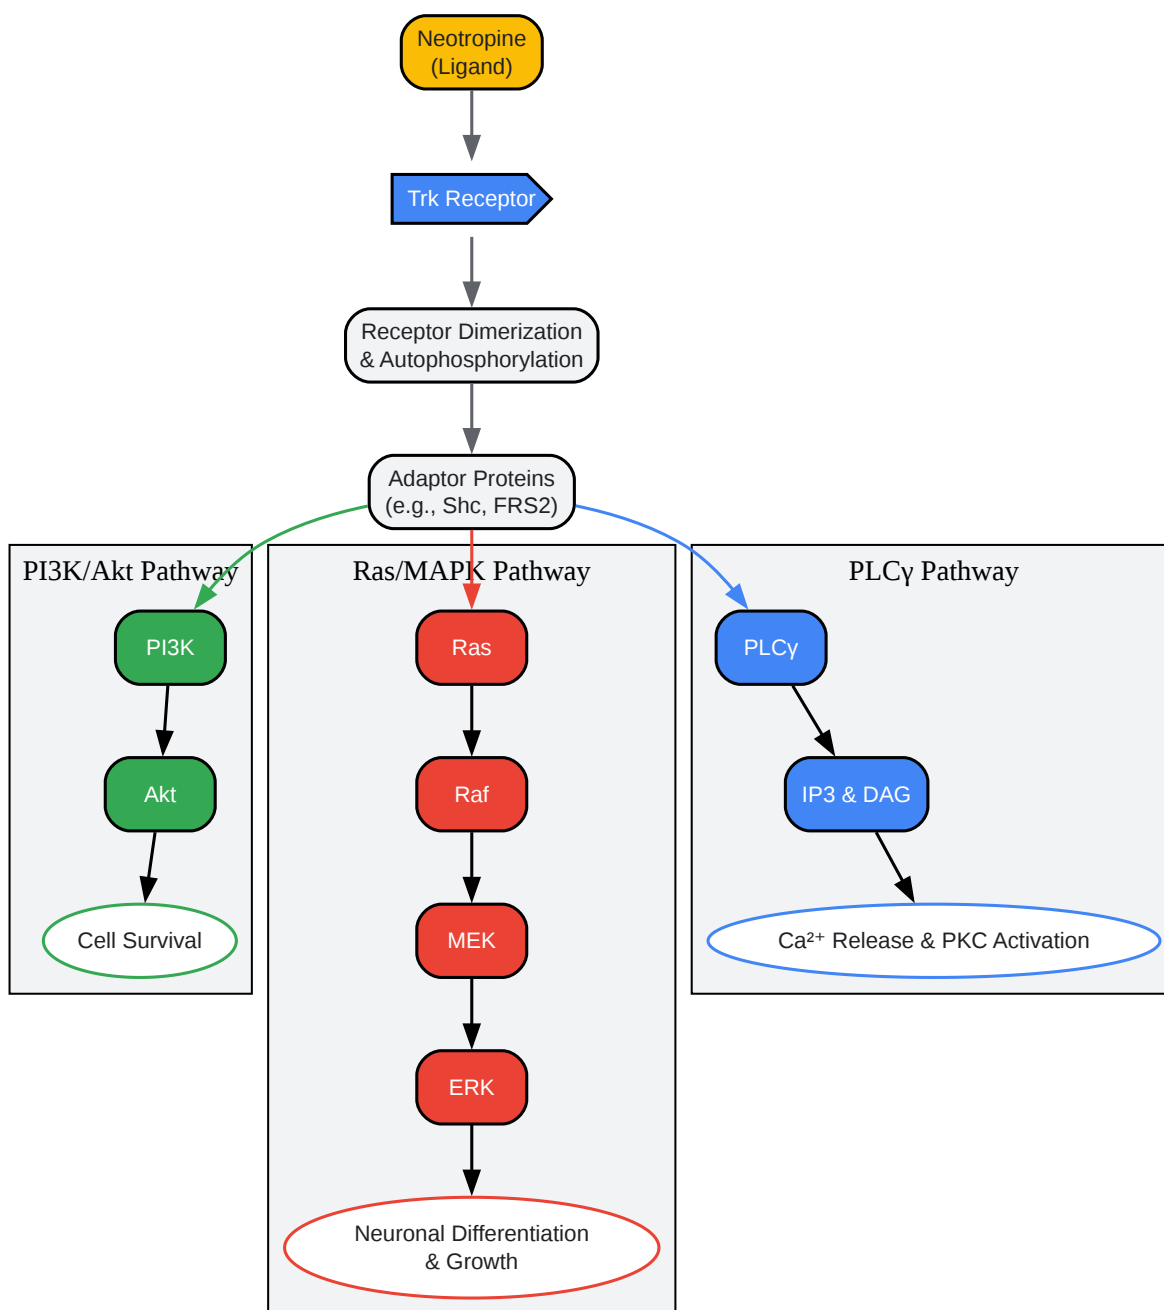 Neotropine
(Ligand)
Trk Receptor
Receptor Dimerization
& Autophosphorylation
Adaptor Proteins
(e.g., Shc, FRS2)
PI3K/Akt Pathway
PI3K
Akt
Cell Survival
Ras/MAPK Pathway
Ras
Raf
MEK
ERK
Neuronal Differentiation
& Growth
PLCγ Pathway
PLCγ
IP3 & DAG
Ca²⁺ Release & PKC Activation